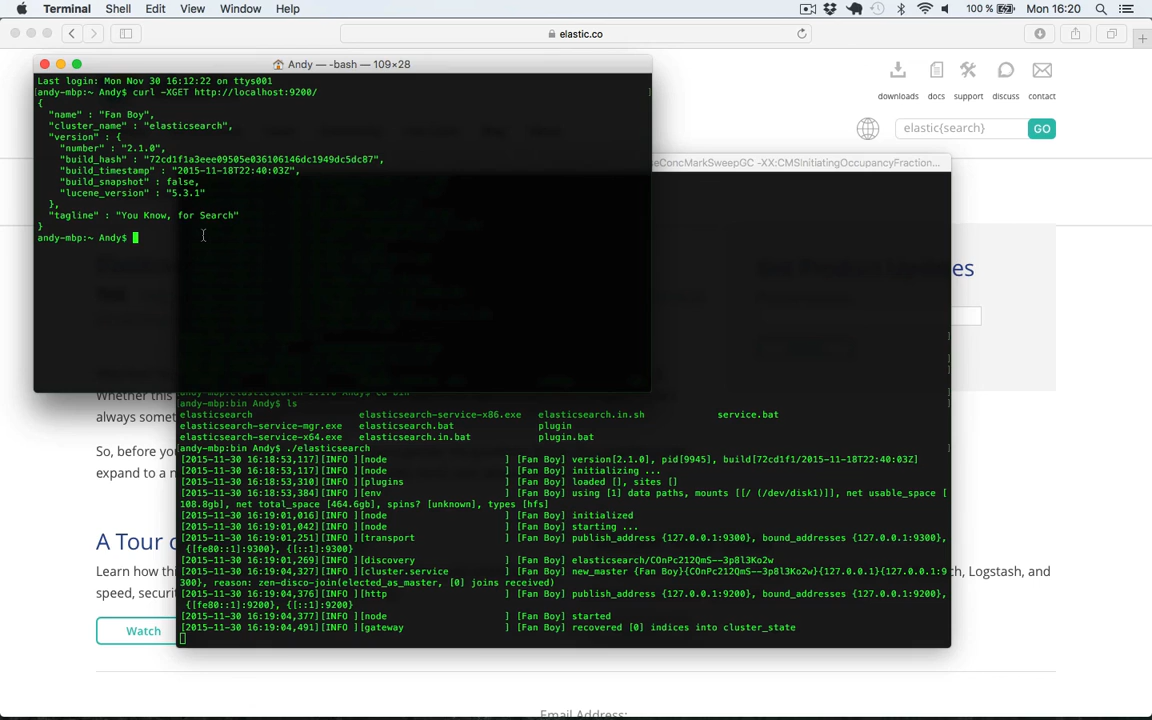 Terminal Shell Edit View Window Help 100 % Mon 16:20
elastic.co
Andy — -bash — 109×28
Last login: Mon Nov 30 16:12:22 on ttys001
andy-mbp:~ Andy$ curl -XGET http://localhost:9200/
{
"name" : "Fan Boy",
"cluster_name" : "elasticsearch",
"version" : {
"number" : "2.1.0",
"build_hash" : "72cd1f1a3eee09505e036106146dc1949dc5dc87",
"build_timestamp" : "2015-11-18T22:40:03Z",
"build_snapshot" : false,
"lucene_version" : "5.3.1"
},
"tagline" : "You Know, for Search"
}
andy-mbp:~ Andy$
downloads docs support discuss contact
elastic{search} GO
eConcMarkSweepGC -XX:CMSInitiatingOccupancyFraction...
es
Whether this
always somet
So, before you
expand to a n
A Tour
Learn how thi
speed, securi
h, Logstash, and
Watch
andy-mbp:elasticsearch-2.1.0 Andy$ cd bin
andy-mbp:bin Andy$ ls
elasticsearch elasticsearch-service-x86.exe elasticsearch.in.sh service.bat
elasticsearch-service-mgr.exe elasticsearch.bat plugin
elasticsearch-service-x64.exe elasticsearch.in.bat plugin.bat
andy-mbp:bin Andy$ ./elasticsearch
[2015-11-30 16:18:53,117][INFO ][node ] [Fan Boy] version[2.1.0], pid[9945], build[72cd1f1/2015-11-18T22:40:03Z]
[2015-11-30 16:18:53,117][INFO ][node ] [Fan Boy] initializing ...
[2015-11-30 16:18:53,310][INFO ][plugins ] [Fan Boy] loaded [], sites []
[2015-11-30 16:18:53,384][INFO ][env ] [Fan Boy] using [1] data paths, mounts [[/ (/dev/disk1)]], net usable_space [
108.8gb], net total_space [464.6gb], spins? [unknown], types [hfs]
[2015-11-30 16:19:01,016][INFO ][node ] [Fan Boy] initialized
[2015-11-30 16:19:01,042][INFO ][node ] [Fan Boy] starting ...
[2015-11-30 16:19:01,251][INFO ][transport ] [Fan Boy] publish_address {127.0.0.1:9300}, bound_addresses {127.0.0.1:9300},
{[fe80::1]:9300}, {[::1]:9300}
[2015-11-30 16:19:01,269][INFO ][discovery ] [Fan Boy] elasticsearch/COnPc212QmS--3p8l3Ko2w
[2015-11-30 16:19:04,327][INFO ][cluster.service ] [Fan Boy] new_master {Fan Boy}{COnPc212QmS--3p8l3Ko2w}{127.0.0.1}{127.0.0.1:9
300}, reason: zen-disco-join(elected_as_master, [0] joins received)
[2015-11-30 16:19:04,376][INFO ][http ] [Fan Boy] publish_address {127.0.0.1:9200}, bound_addresses {127.0.0.1:9200},
{[fe80::1]:9200}, {[::1]:9200}
[2015-11-30 16:19:04,377][INFO ][node ] [Fan Boy] started
[2015-11-30 16:19:04,491][INFO ][gateway ] [Fan Boy] recovered [0] indices into cluster_state
Email Address: